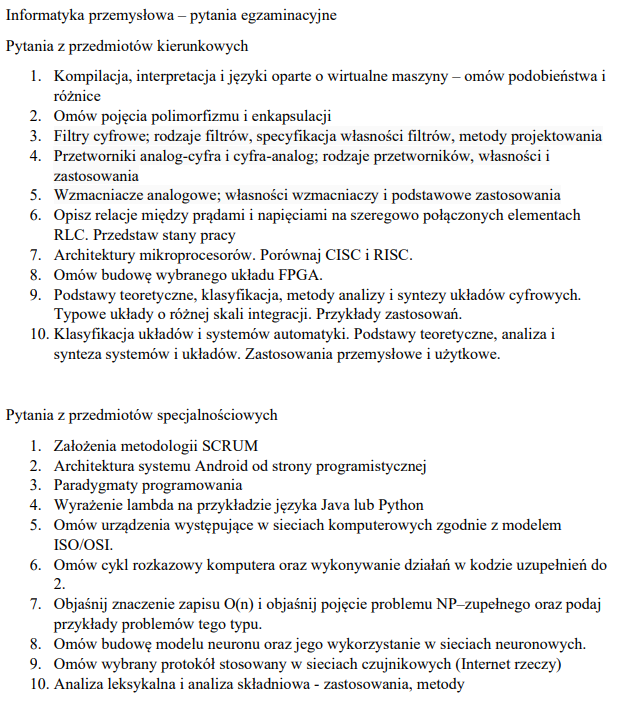 Informatyka przemysłowa – pytania egzaminacyjne
Pytania z przedmiotów kierunkowych
1. Kompilacja, interpretacja i języki oparte o wirtualne maszyny – omów podobieństwa i
różnice
2. Omów pojęcia polimorfizmu i enkapsulacji
3. Filtry cyfrowe; rodzaje filtrów, specyfikacja własności filtrów, metody projektowania
4. Przetworniki analog-cyfra i cyfra-analog; rodzaje przetworników, własności i
zastosowania
5. Wzmacniacze analogowe; własności wzmacniaczy i podstawowe zastosowania
6. Opisz relacje między prądami i napięciami na szeregowo połączonych elementach
RLC. Przedstaw stany pracy
7. Architektury mikroprocesorów. Porównaj CISC i RISC.
8. Omów budowę wybranego układu FPGA.
9. Podstawy teoretyczne, klasyfikacja, metody analizy i syntezy układów cyfrowych.
Typowe układy o różnej skali integracji. Przykłady zastosowań.
10. Klasyfikacja układów i systemów automatyki. Podstawy teoretyczne, analiza i
synteza systemów i układów. Zastosowania przemysłowe i użytkowe.
Pytania z przedmiotów specjalnościowych
1. Założenia metodologii SCRUM
2. Architektura systemu Android od strony programistycznej
3. Paradygmaty programowania
4. Wyrażenie lambda na przykładzie języka Java lub Python
5. Omów urządzenia występujące w sieciach komputerowych zgodnie z modelem
ISO/OSI.
6. Omów cykl rozkazowy komputera oraz wykonywanie działań w kodzie uzupełnień do
2.
7. Objaśnij znaczenie zapisu O(n) i objaśnij pojęcie problemu NP–zupełnego oraz podaj
przykłady problemów tego typu.
8. Omów budowę modelu neuronu oraz jego wykorzystanie w sieciach neuronowych.
9. Omów wybrany protokół stosowany w sieciach czujnikowych (Internet rzeczy)
10. Analiza leksykalna i analiza składniowa - zastosowania, metody